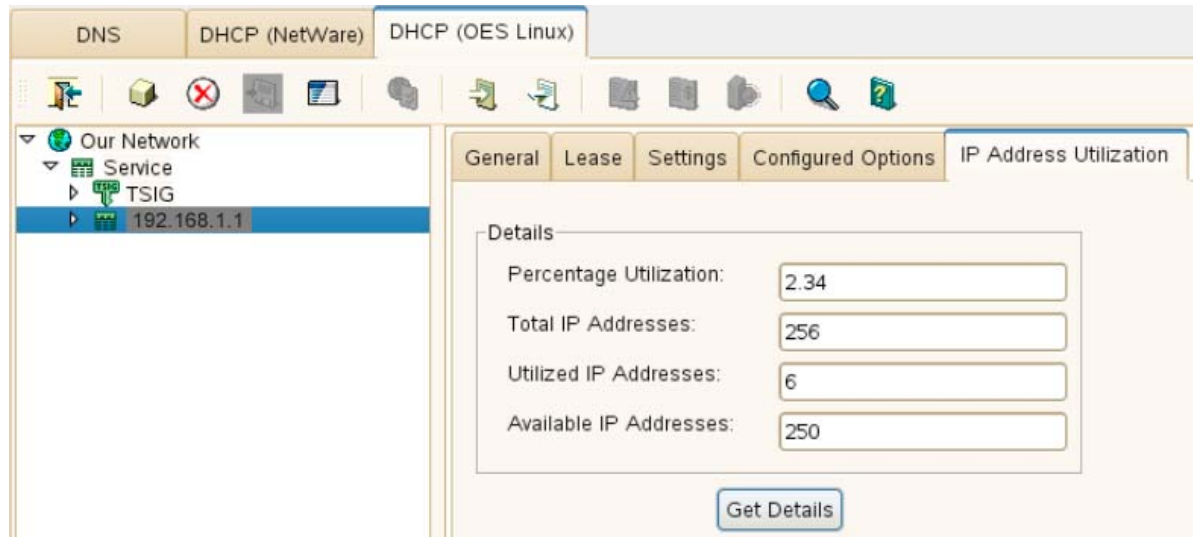 DNS DHCP (NetWare) DHCP (OES Linux)
Our Network
Service
TSIG
192.168.1.1
General Lease Settings Configured Options IP Address Utilization
Details
Percentage Utilization: 2.34
Total IP Addresses: 256
Utilized IP Addresses: 6
Available IP Addresses: 250
Get Details